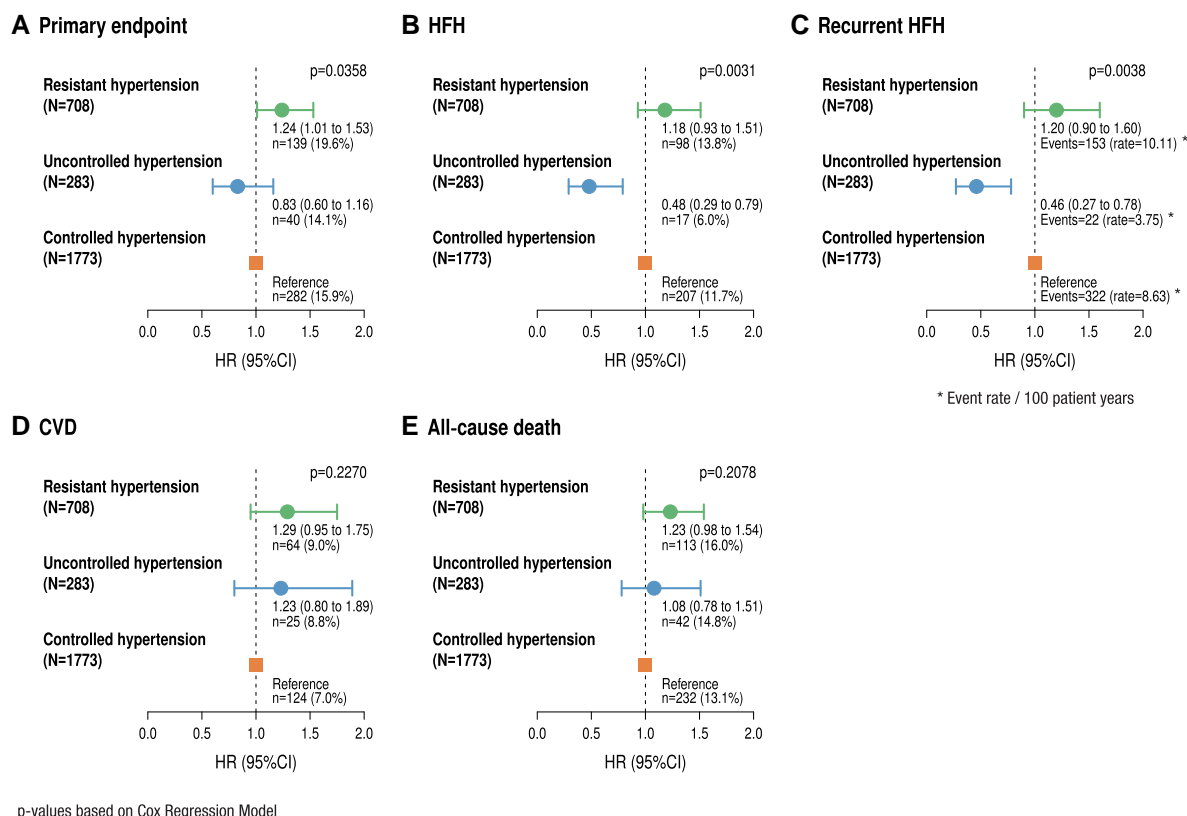 A Primary endpoint
p=0.0358
Resistant hypertension
(N=708)
1.24 (1.01 to 1.53)
n=139 (19.6%)
Uncontrolled hypertension
(N=283)
0.83 (0.60 to 1.16)
n=40 (14.1%)
Controlled hypertension
(N=1773)
Reference
n=282 (15.9%)
0.0 0.5 1.0 1.5 2.0
HR (95%CI)
B HFH
p=0.0031
Resistant hypertension
(N=708)
1.18 (0.93 to 1.51)
n=98 (13.8%)
Uncontrolled hypertension
(N=283)
0.48 (0.29 to 0.79)
n=17 (6.0%)
Controlled hypertension
(N=1773)
Reference
n=207 (11.7%)
0.0 0.5 1.0 1.5 2.0
HR (95%CI)
C Recurrent HFH
p=0.0038
Resistant hypertension
(N=708)
1.20 (0.90 to 1.60)
Events=153 (rate=10.11) *
Uncontrolled hypertension
(N=283)
0.46 (0.27 to 0.78)
Events=22 (rate=3.75) *
Controlled hypertension
(N=1773)
Reference
Events=322 (rate=8.63) *
0.0 0.5 1.0 1.5 2.0
HR (95%CI)
* Event rate / 100 patient years
D CVD
p=0.2270
Resistant hypertension
(N=708)
1.29 (0.95 to 1.75)
n=64 (9.0%)
Uncontrolled hypertension
(N=283)
1.23 (0.80 to 1.89)
n=25 (8.8%)
Controlled hypertension
(N=1773)
Reference
n=124 (7.0%)
0.0 0.5 1.0 1.5 2.0
HR (95%CI)
E All-cause death
p=0.2078
Resistant hypertension
(N=708)
1.23 (0.98 to 1.54)
n=113 (16.0%)
Uncontrolled hypertension
(N=283)
1.08 (0.78 to 1.51)
n=42 (14.8%)
Controlled hypertension
(N=1773)
Reference
n=232 (13.1%)
0.0 0.5 1.0 1.5 2.0
HR (95%CI)
p-values based on Cox Regression Model